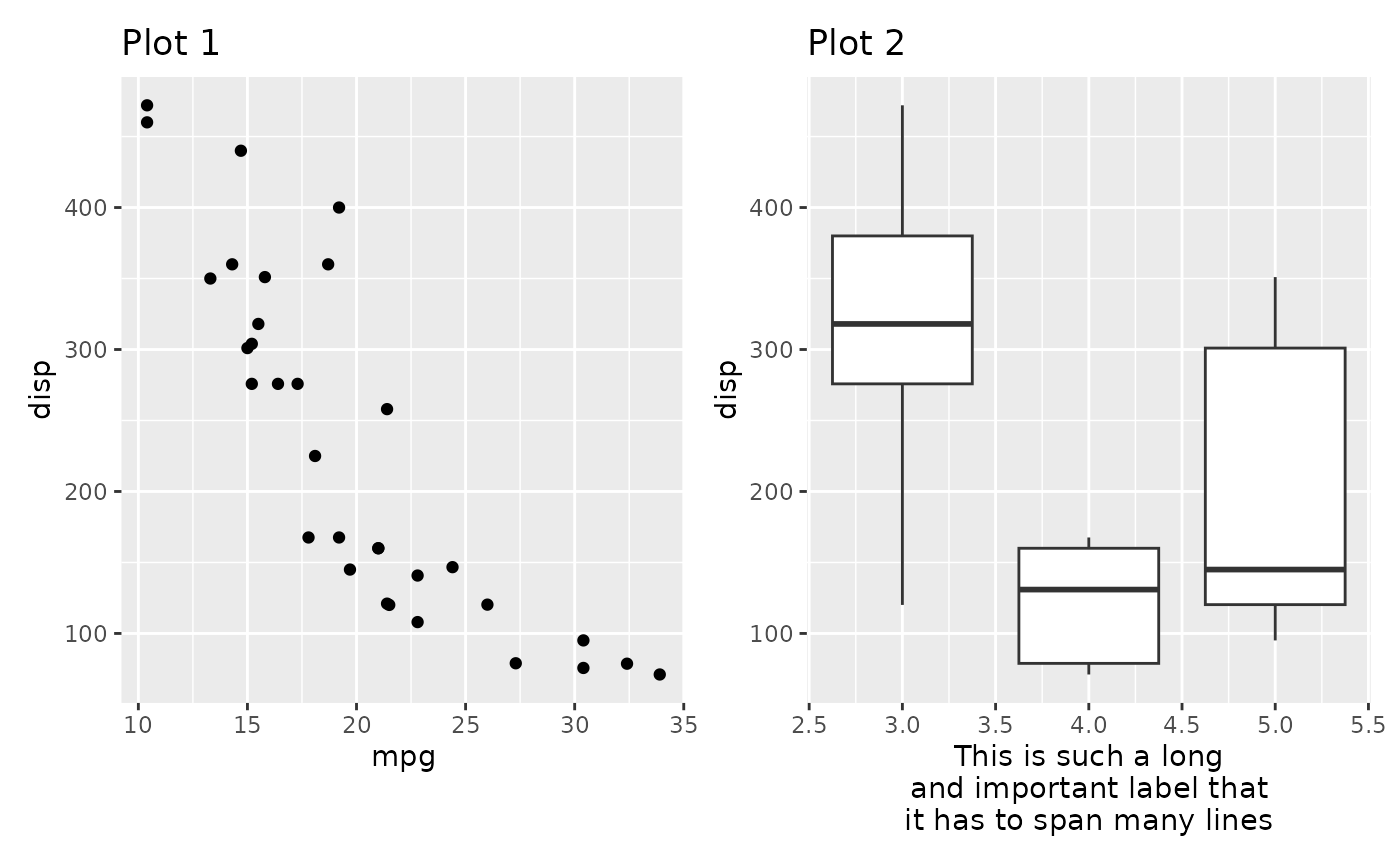 Plot 1
400
300
200
100
disp
10 15 20 25 30 35
mpg
Plot 2
400
300
200
100
disp
2.5 3.0 3.5 4.0 4.5 5.0 5.5
This is such a long
and important label that
it has to span many lines